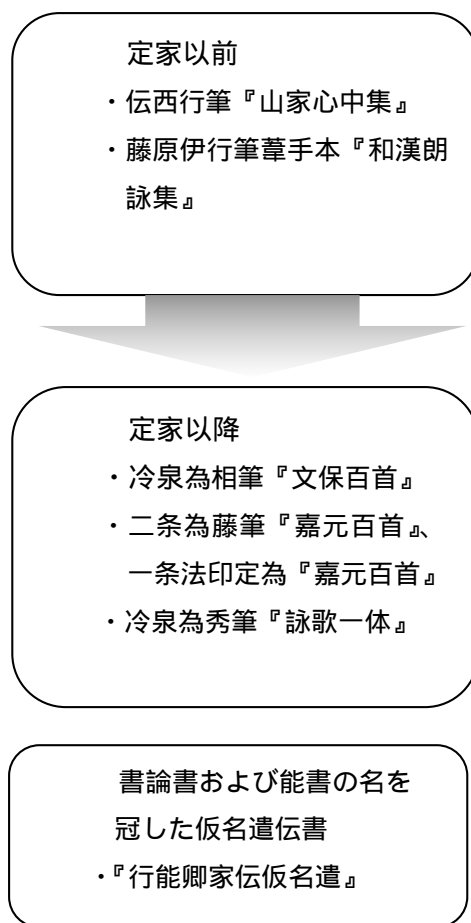 定家以前
・伝西行筆『山家心中集』
・藤原伊行筆葦手本『和漢朗
詠集』
定家以降
・冷泉為相筆『文保百首』
・二条為藤筆『嘉元百首』、
一条法印定為『嘉元百首』
・冷泉為秀筆『詠歌一体』
書論書および能書の名を
冠した仮名遣伝書
・『行能卿家伝仮名遣』